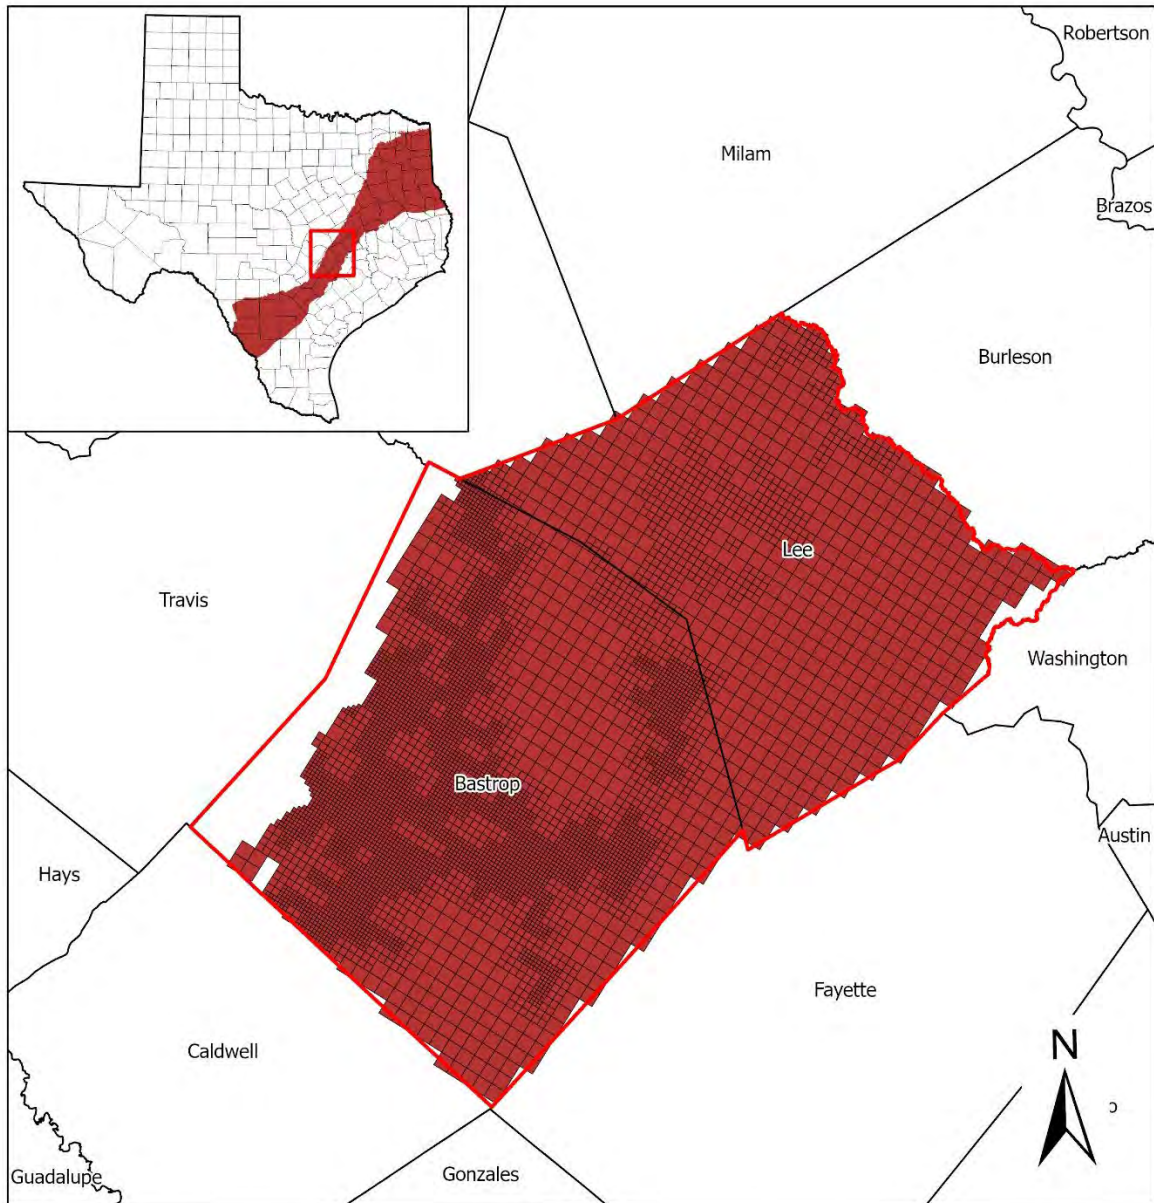 Robertson
Milam
Brazos
Burleson
Lee
Travis
Washington
Bastrop
Austin
Hays
Fayette
Caldwell
N
Gonzales
Guadalupe